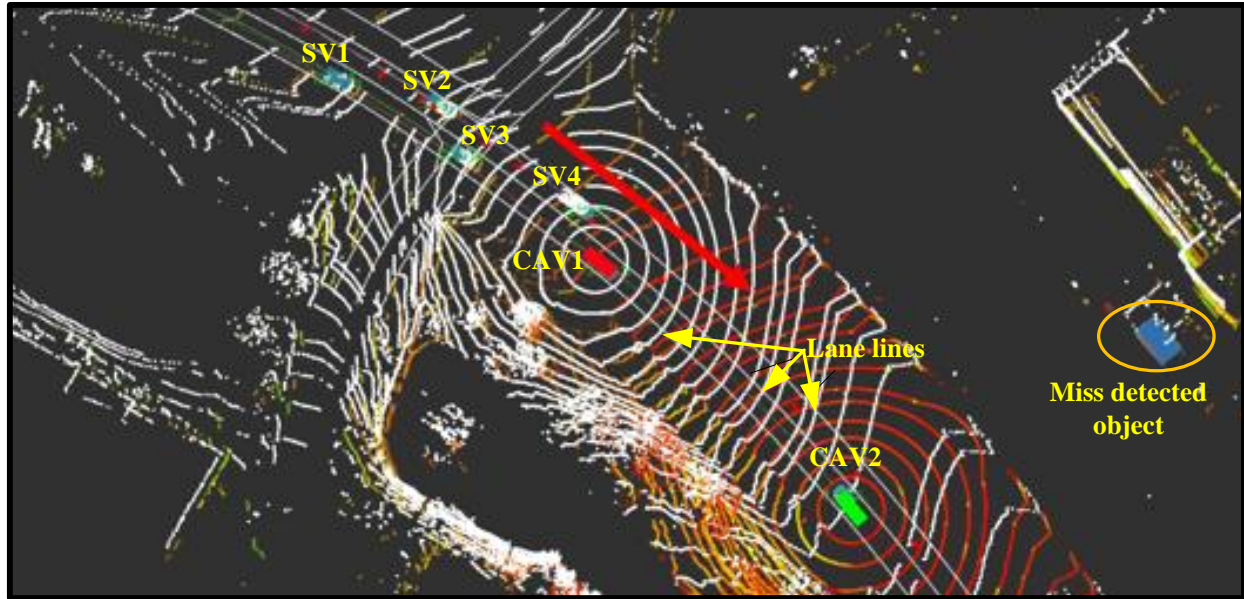 SV1
SV2
SV3
SV4
CAV1
Lane lines
Miss detected
object
CAV2